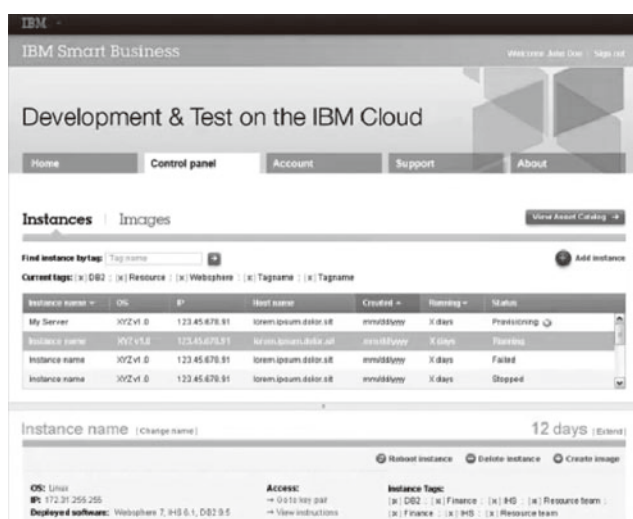 IBM
IBM Smart Business
Welcome John Doe | Sign out
Development & Test on the IBM Cloud
Home Control panel Account Support About
Instances | Images View Asset Catalog →
Find instance by tag: Tag name Add instance
Current tags: [x] DB2 : [x] Resource : [x] Websphere : [x] Tagname : [x] Tagname
Instance name OS IP Host name Created Running Status
My Server XYZ v1.0 123.45.678.91 lorem.ipsum.dolor.sit mm/dd/yyyy X days Provisioning
Instance name XYZ v1.0 123.45.678.91 lorem.ipsum.dolor.sit mm/dd/yyyy X days Running
Instance name XYZ v1.0 123.45.678.91 lorem.ipsum.dolor.sit mm/dd/yyyy X days Failed
Instance name XYZ v1.0 123.45.678.91 lorem.ipsum.dolor.sit mm/dd/yyyy X days Stopped
Instance name [Change name] 12 days [Extend]
Reboot instance Delete instance Create image
OS: Linux Access: Instance Tags:
IP: 172.31.255.255 → Go to key pair [x] DB2 : [x] Finance : [x] IHS : [x] Resource team :
Deployed software: Websphere 7, IHS 6.1, DB2 9.5 → View instructions [x] Finance : [x] IHS : [x] Resource team